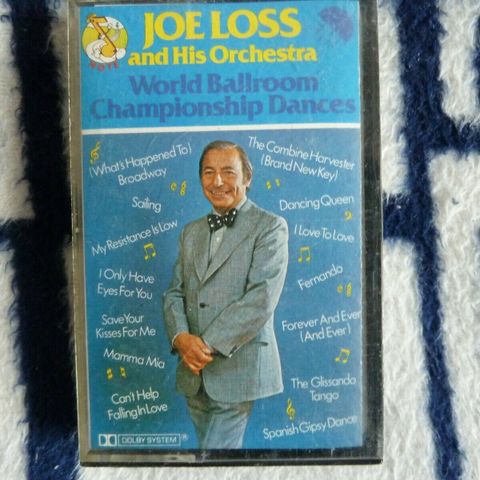 JOE LOSS
and His Orchestra
World Ballroom
Championship Dances
(What's Happened To)
Broadway
Sailing
My Resistance Is Low
I Only Have
Eyes For You
Save Your
Kisses For Me
Mamma Mia
Can't Help
Falling In Love
The Combine Harvester
(Brand New Key)
Dancing Queen
I Love To Love
Fernando
Forever And Ever
(And Ever)
The Glissando
Tango
Spanish Gipsy Dance
DOLBY SYSTEM ®